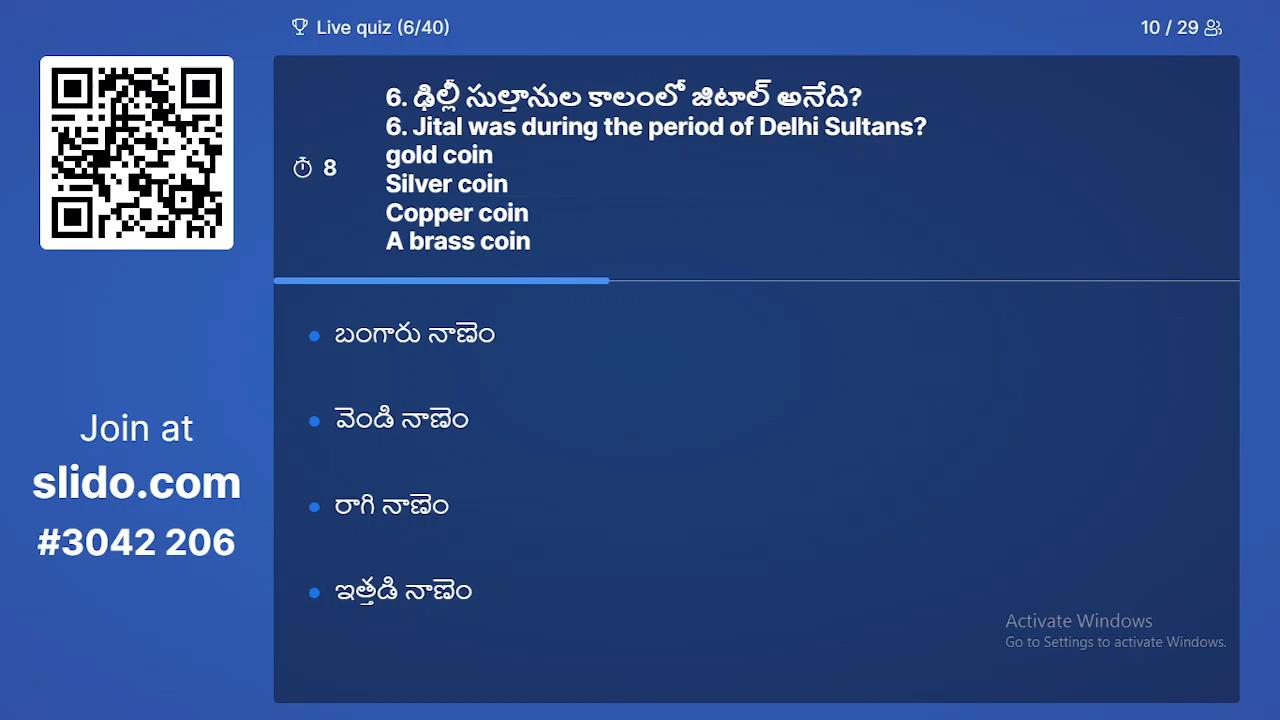 Live quiz (6/40)
10 / 29
6. ఢిల్లీ సుల్తానుల కాలంలో జిటాల్ అనేది?
6. Jital was during the period of Delhi Sultans?
gold coin
Silver coin
Copper coin
A brass coin
8
బంగారు నాణెం
వెండి నాణెం
రాగి నాణెం
ఇత్తడి నాణెం
Join at
slido.com
#3042 206
Activate Windows
Go to Settings to activate Windows.